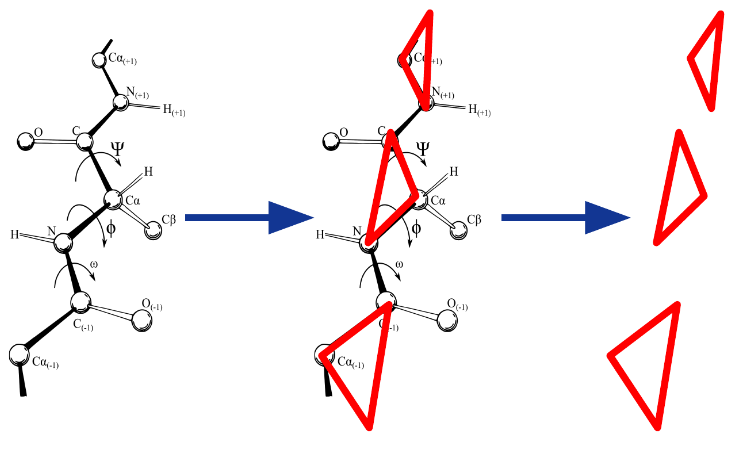 Cα(+1)
N(+1)
H(+1)
O
C
Ψ
H
Cα
Cβ
N
H
ϕ
ω
O(-1)
C(-1)
Cα(-1)
Cα(+1)
N(+1)
H(+1)
O
C
Ψ
H
Cα
Cβ
N
H
ϕ
ω
O(-1)
C(-1)
Cα(-1)